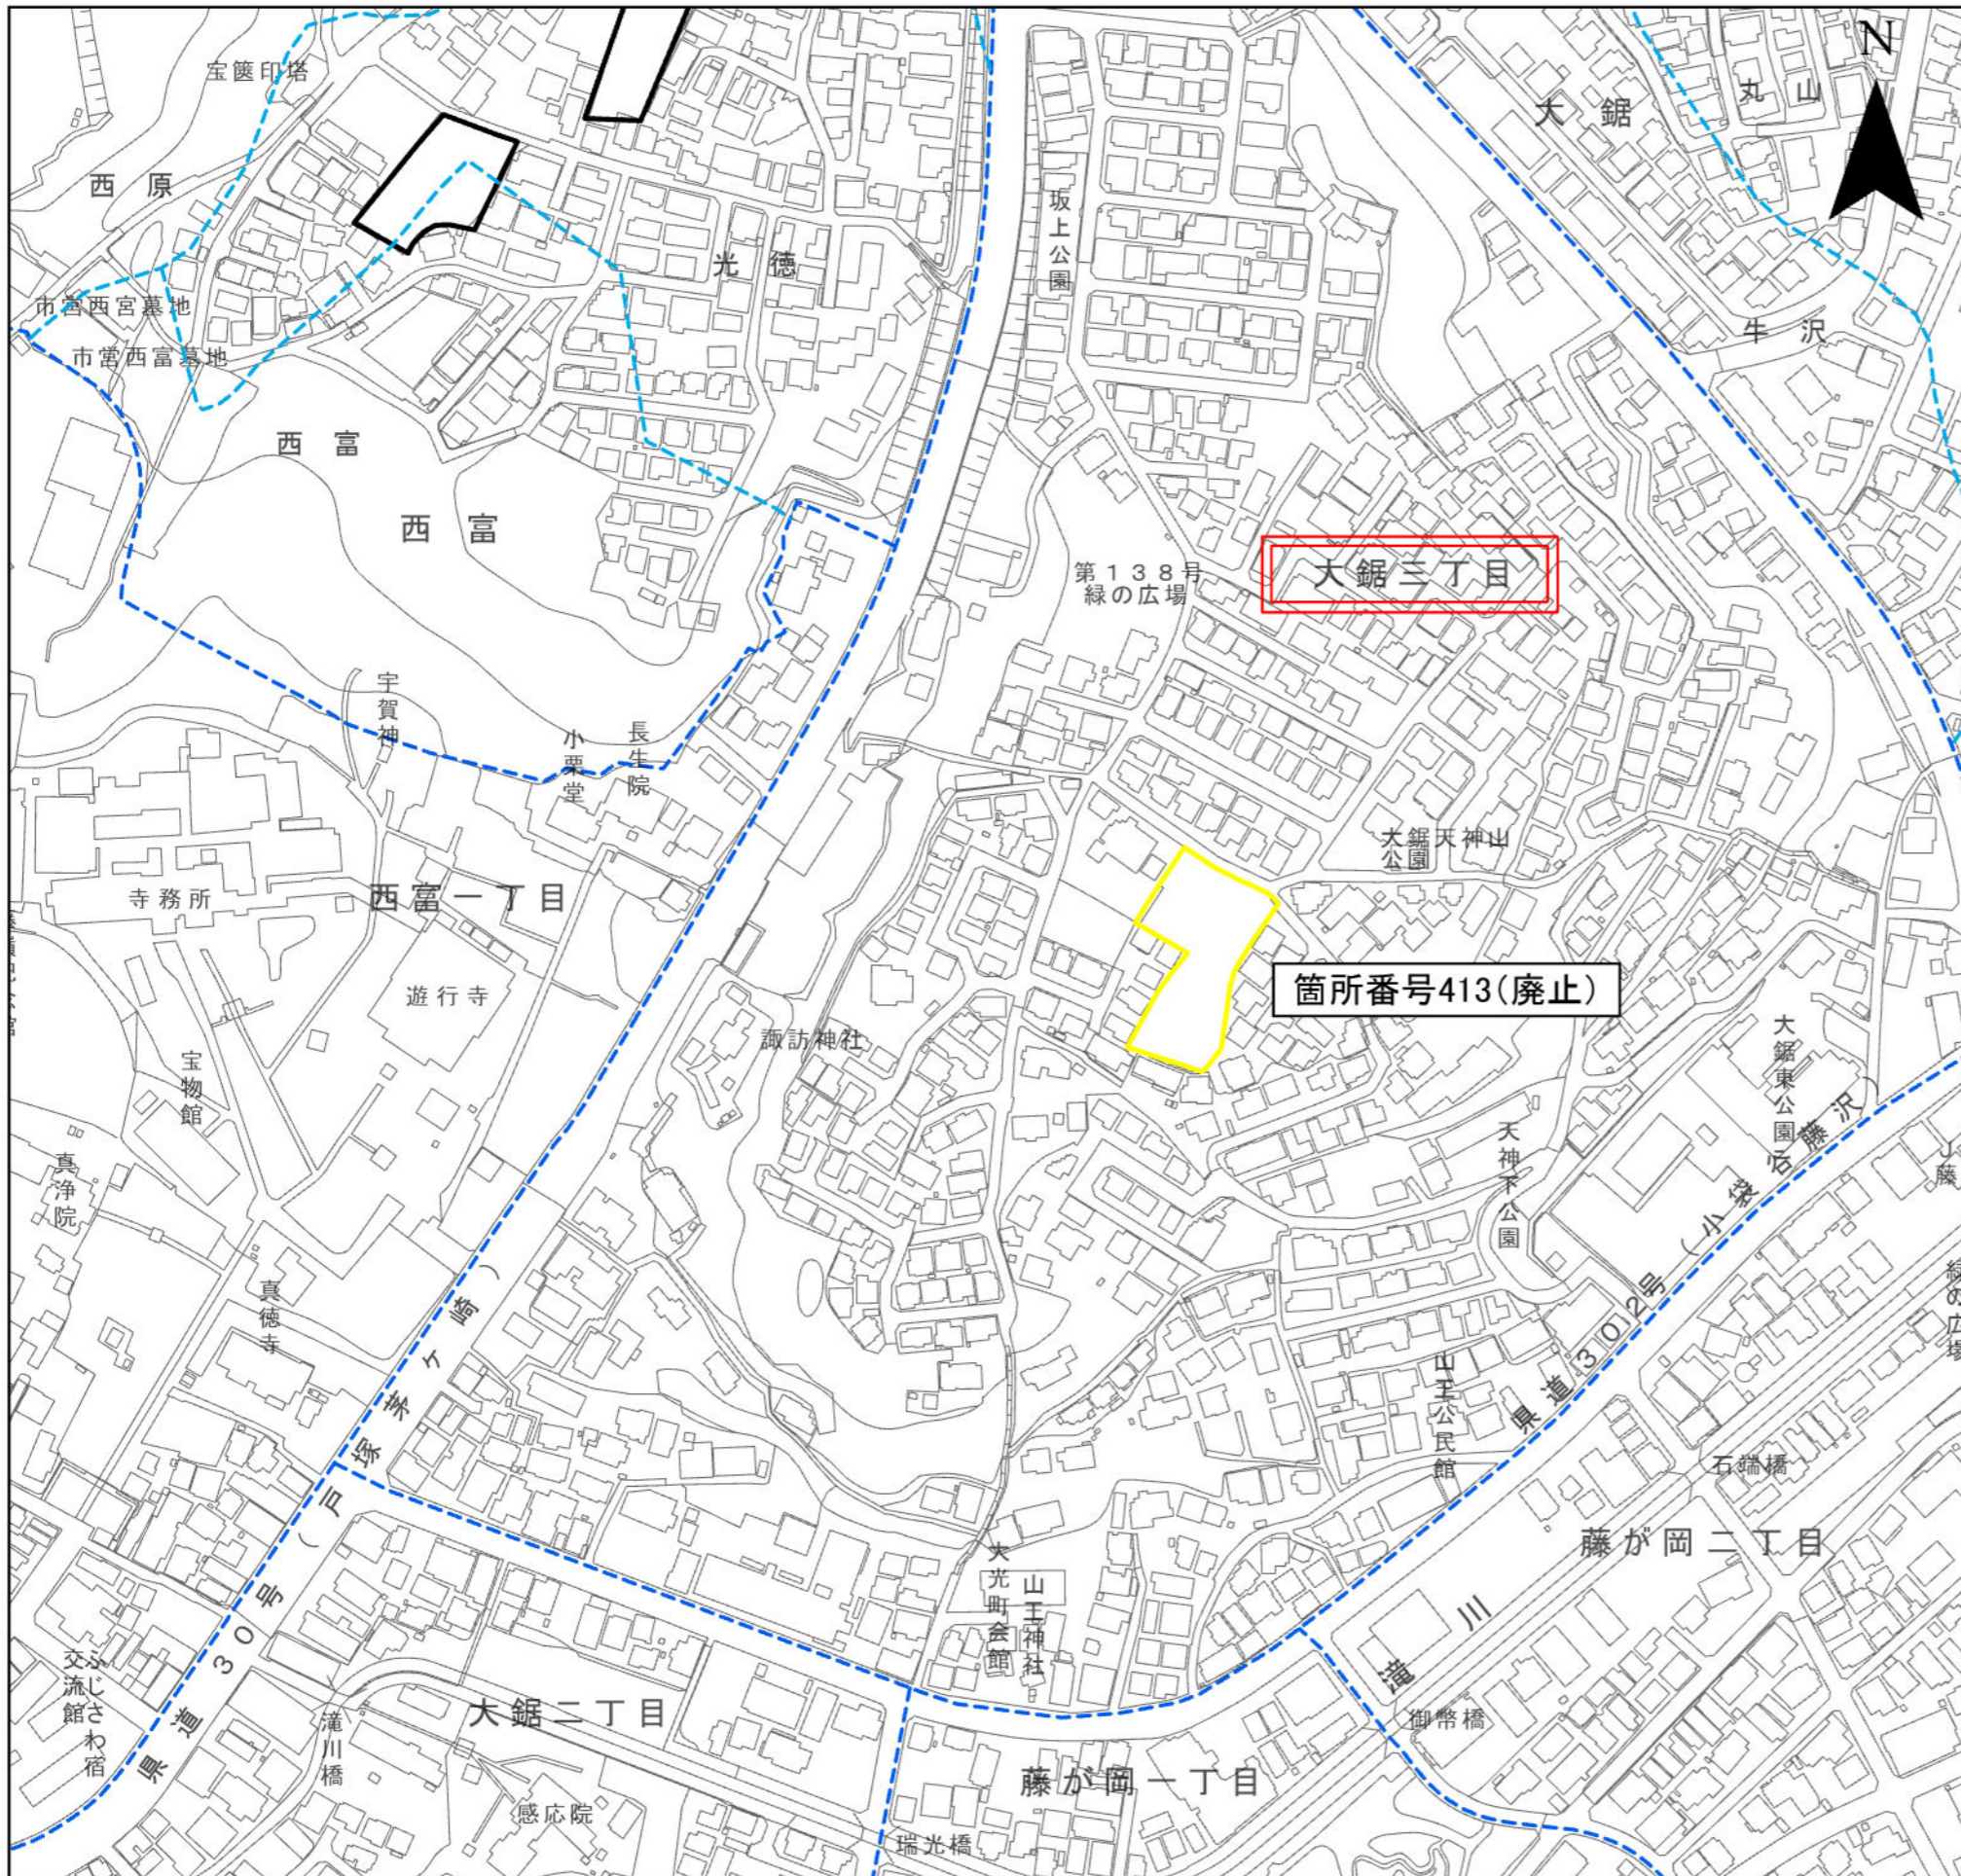 N
宝篋印塔
丸山
大鋸
西原
坂上公園
光徳
市営西宮墓地
牛沢
市営西富墓地
西富
西富
第138号
緑の広場
大鋸三丁目
宇賀神
小栗堂
長生院
大鋸天神山
公園
西富一丁目
寺務所
箇所番号413(廃止)
遊行寺
諏訪神社
宝物館
大鋸東公園
天神下公園
真浄院
真徳寺
緑の広場
県道302号(小袋谷藤沢)
山王公民館
石端橋
県道30号(戸塚茅ヶ崎)
藤が岡二丁目
大光町会館
山王神社
滝川
ふじさわ宿
交流館
滝川橋
大鋸二丁目
御幣橋
藤が岡一丁目
感応院
瑞光橋